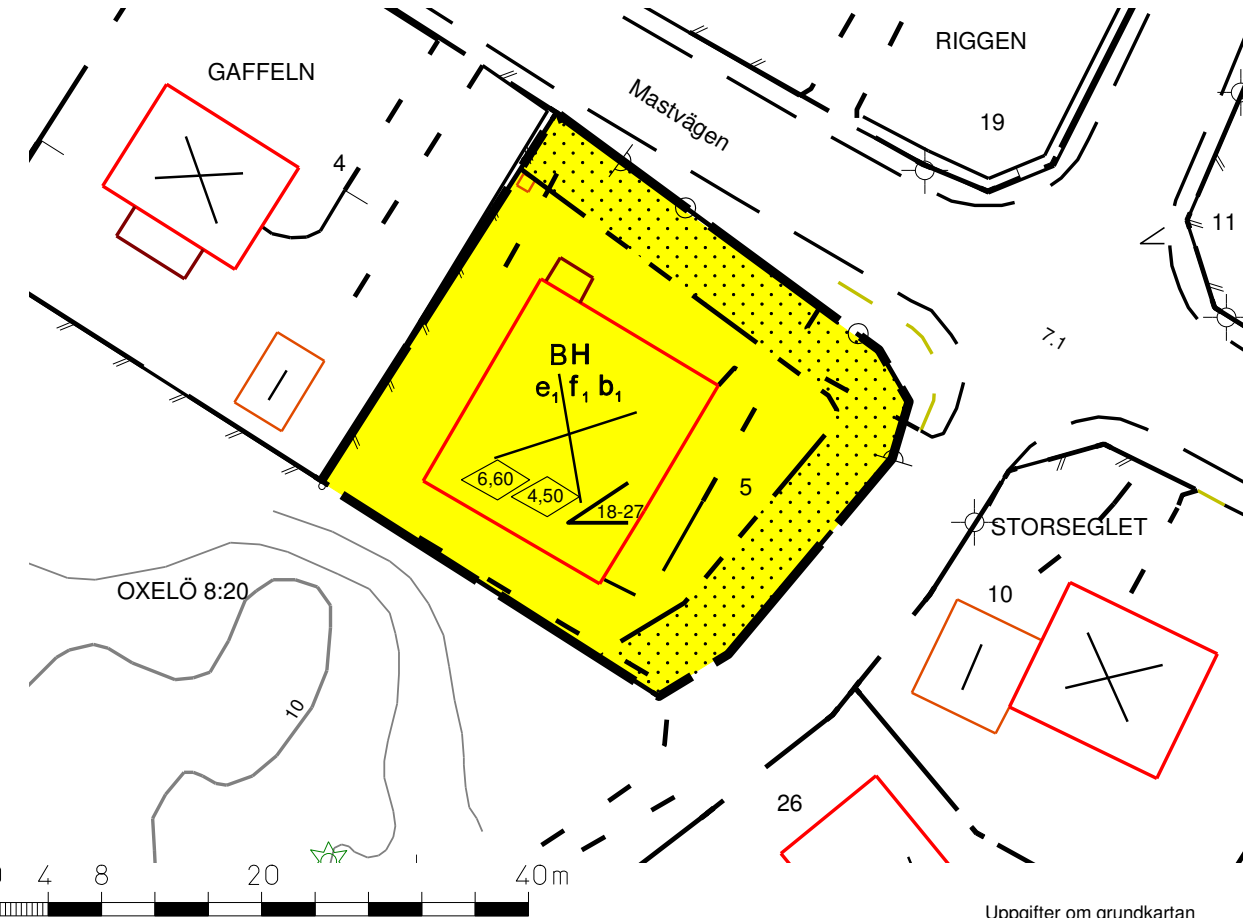 RIGGEN
GAFFELN
Mastvägen
19
4
11
7.1
BH
e1 f1 b1
6,60
4,50
18-27
5
STORSEGLET
OXELÖ 8:20
10
10
26
4 8 20 40m
Uppgifter om grundkartan